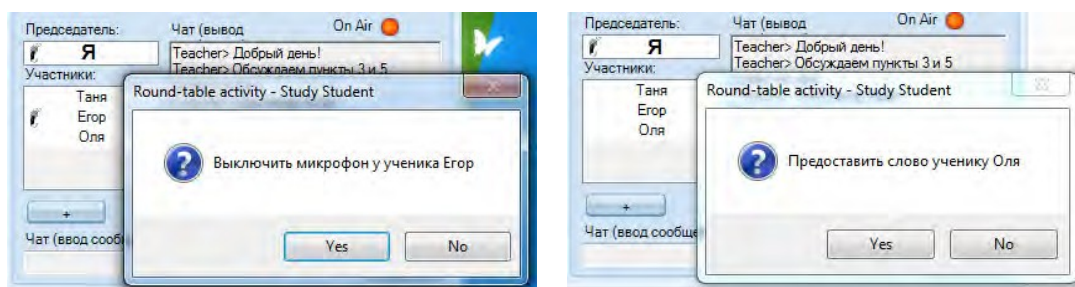 Председатель:
Чат (вывод
On Air
Я
Teacher> Добрый день!
Teacher> Обсуждаем пункты 3 и 5
Участники:
Таня
Егор
Оля
Round-table activity - Study Student
Выключить микрофон у ученика Егор
+
Чат (ввод сооб
Yes
No
Председатель:
Чат (вывод
On Air
Я
Teacher> Добрый день!
Teacher> Обсуждаем пункты 3 и 5
Участники:
Таня
Егор
Оля
Round-table activity - Study Student
Предоставить слово ученику Оля
+
Чат (ввод сообще
Yes
No